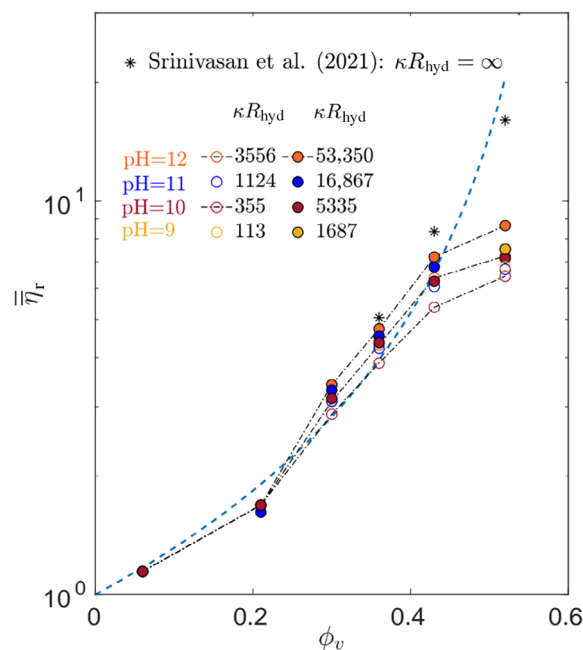 * Srinivasan et al. (2021): κR_hyd = ∞
κR_hyd κR_hyd
pH=12 3556 53,350
pH=11 1124 16,867
pH=10 355 5335
pH=9 113 1687
10^1
η̿_r
10^0
0 0.2 0.4 0.6
ϕ_v